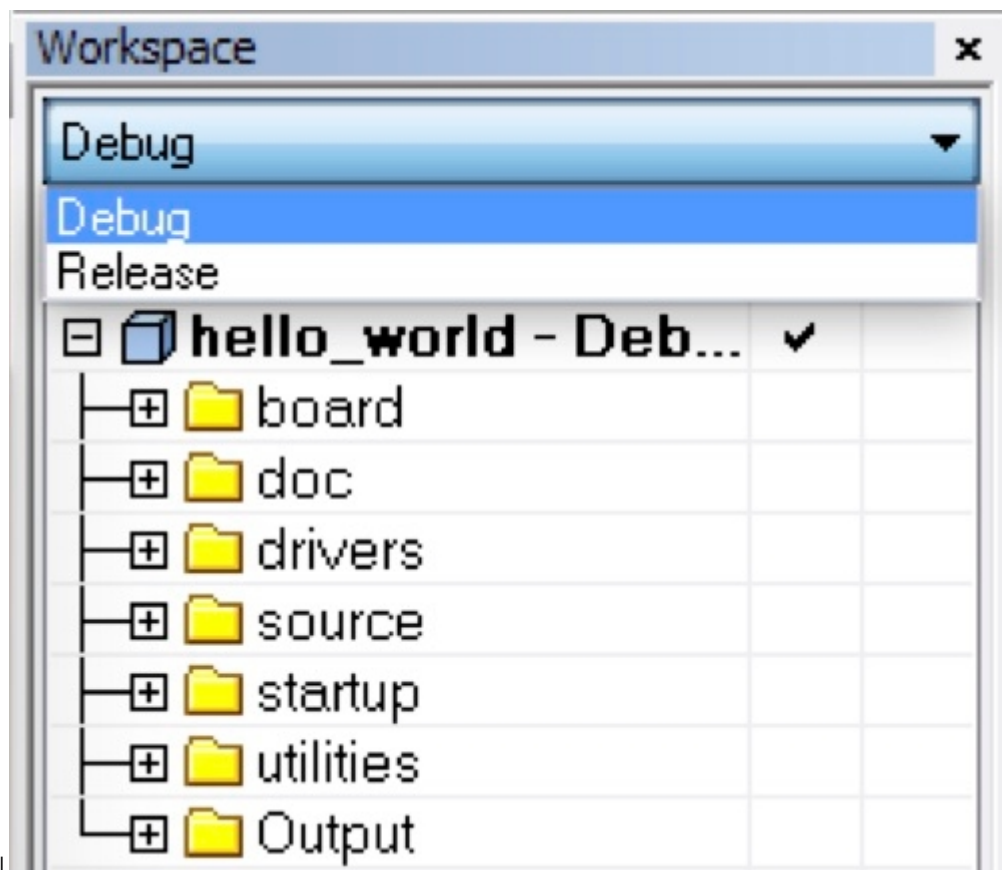 Workspace
Debug
Debug
Release
hello_world - Deb...
board
doc
drivers
source
startup
utilities
Output